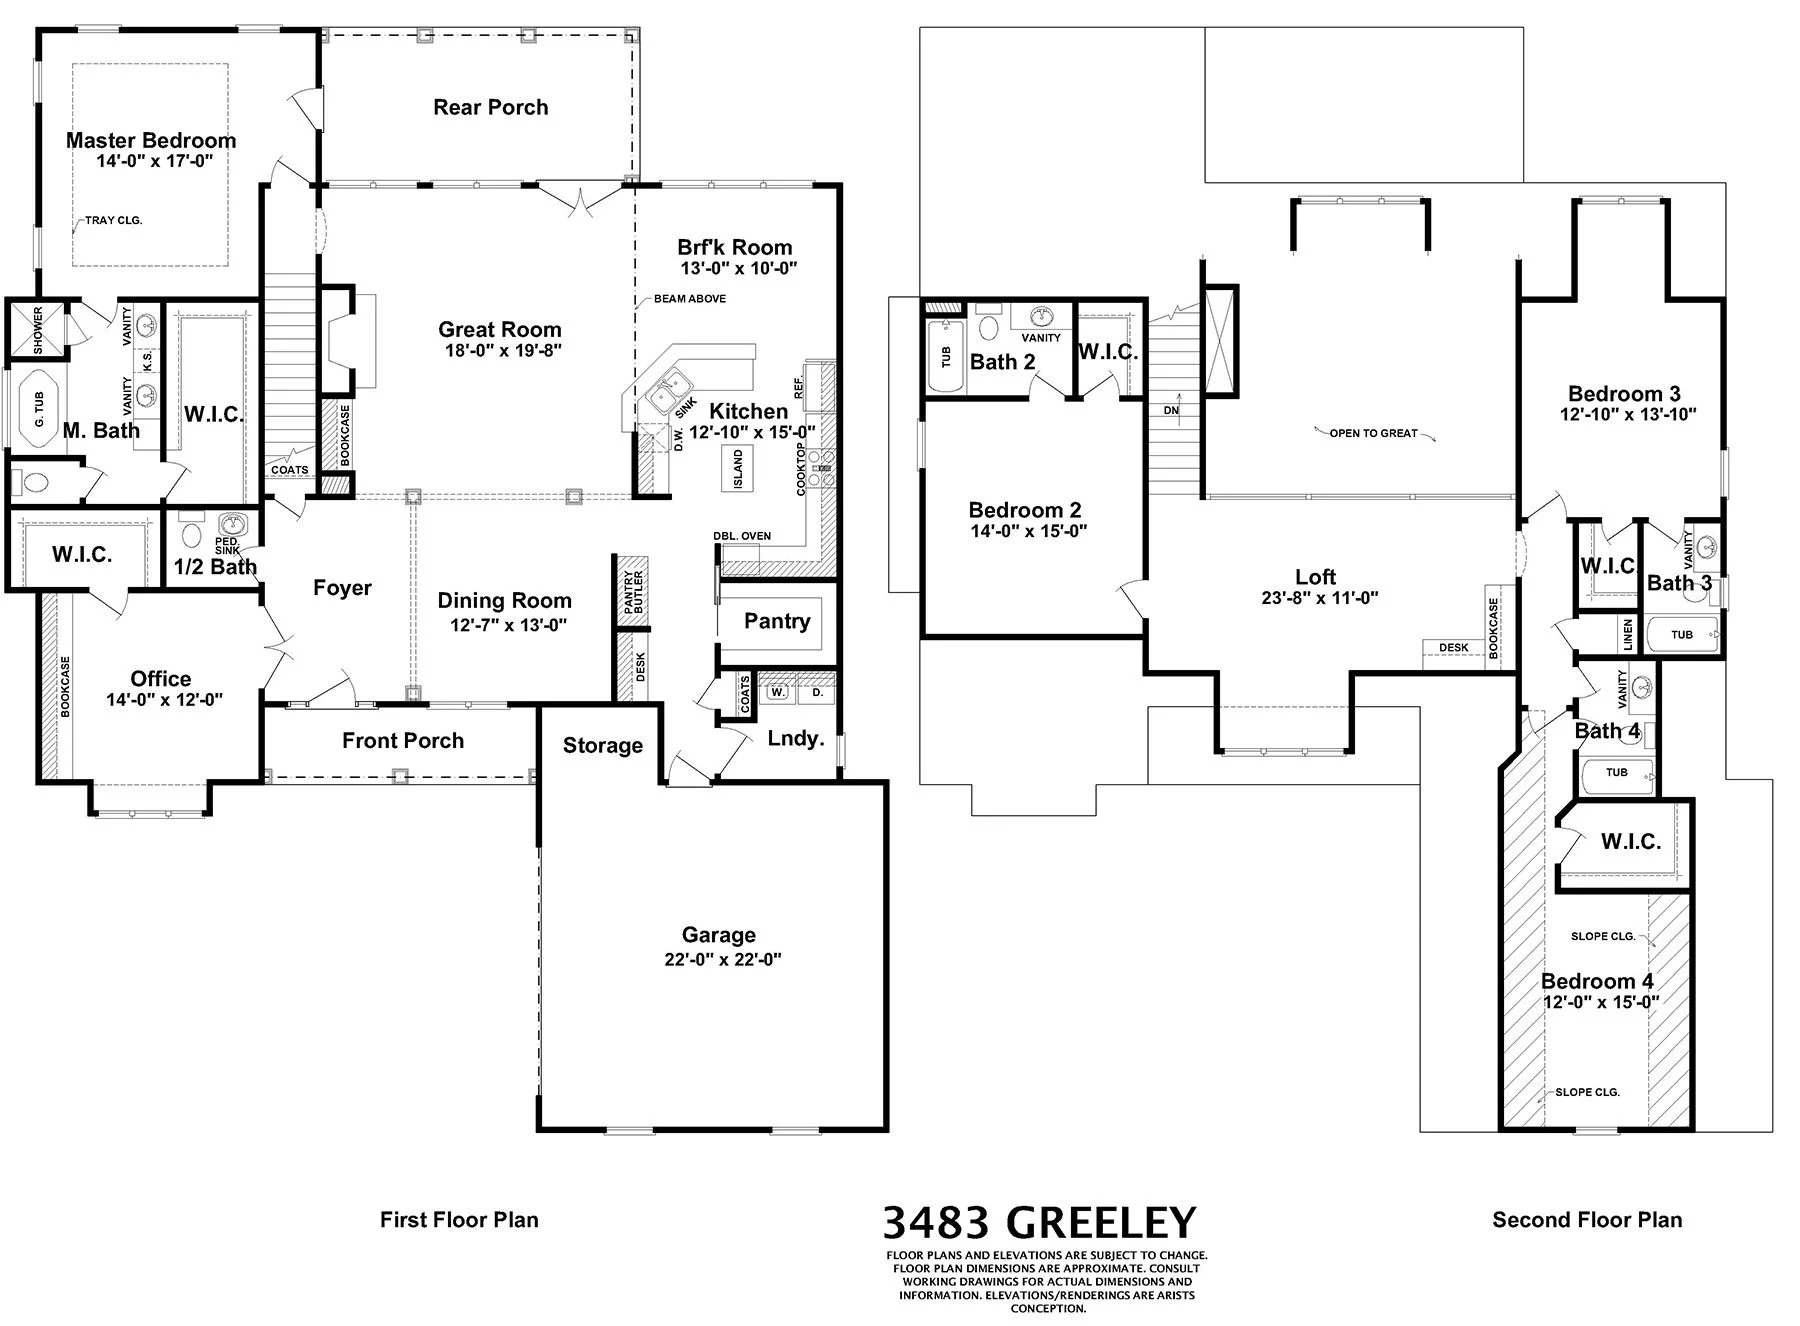 Rear Porch
Master Bedroom
14'-0" x 17'-0"
TRAY CLG.
Brf'k Room
13'-0" x 10'-0"
BEAM ABOVE
Great Room
18'-0" x 19'-8"
SHOWER
VANITY
K.S.
VANITY
G. TUB
M. Bath
W.I.C.
COATS
BOOKCASE
SINK
D.W.
REF.
Kitchen
12'-10" x 15'-0"
ISLAND
COOKTOP
DBL. OVEN
W.I.C.
PED.
SINK
1/2 Bath
Foyer
Dining Room
12'-7" x 13'-0"
BUTLER
PANTRY
Pantry
DESK
COATS
W.
D.
Lndy.
BOOKCASE
Office
14'-0" x 12'-0"
Front Porch
Storage
Garage
22'-0" x 22'-0"
First Floor Plan
TUB
Bath 2
VANITY
W.I.C.
DN
OPEN TO GREAT
Bedroom 3
12'-10" x 13'-10"
Bedroom 2
14'-0" x 15'-0"
Loft
23'-8" x 11'-0"
DESK
BOOKCASE
W.I.C
VANITY
Bath 3
LINEN
TUB
VANITY
Bath 4
TUB
W.I.C.
SLOPE CLG.
Bedroom 4
12'-0" x 15'-0"
SLOPE CLG.
Second Floor Plan
3483 GREELEY
FLOOR PLANS AND ELEVATIONS ARE SUBJECT TO CHANGE.
FLOOR PLAN DIMENSIONS ARE APPROXIMATE. CONSULT
WORKING DRAWINGS FOR ACTUAL DIMENSIONS AND
INFORMATION. ELEVATIONS/RENDERINGS ARE ARISTS
CONCEPTION.